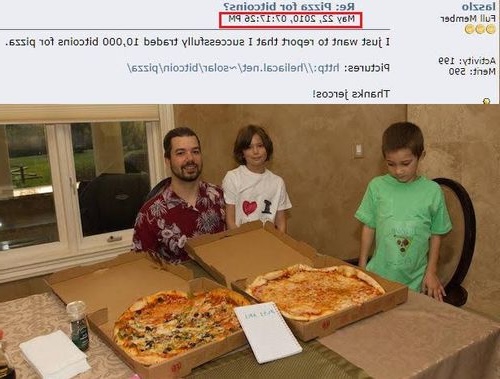 laszlo
Full Member
Activity: 199
Merit: 590
Re: Pizza for bitcoins?
May 22, 2010, 07:17:26 PM
I just want to report that I successfully traded 10,000 bitcoins for pizza.
Pictures: http://heliacal.net/~solar/bitcoin/pizza/
Thanks jercos!
I